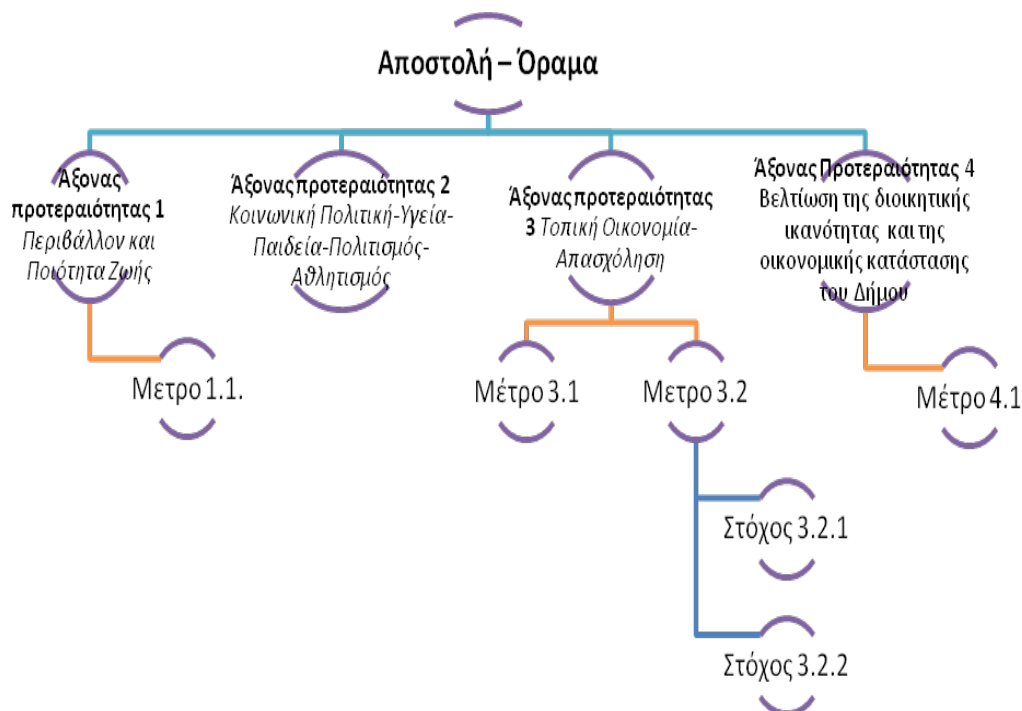 Αποστολή – Όραμα
Άξονας
προτεραιότητας 1
Περιβάλλον και
Ποιότητα Ζωής
Άξονας προτεραιότητας 2
Κοινωνική Πολιτική-Υγεία-
Παιδεία-Πολιτισμός-
Αθλητισμός
Άξονας προτεραιότητας
3 Τοπική Οικονομία-
Απασχόληση
Άξονας Προτεραιότητας 4
Βελτίωση της διοικητικής
ικανότητας και της
οικονομικής κατάστασης
του Δήμου
Μετρο 1.1.
Μέτρο 3.1
Μετρο 3.2
Μέτρο 4.1
Στόχος 3.2.1
Στόχος 3.2.2